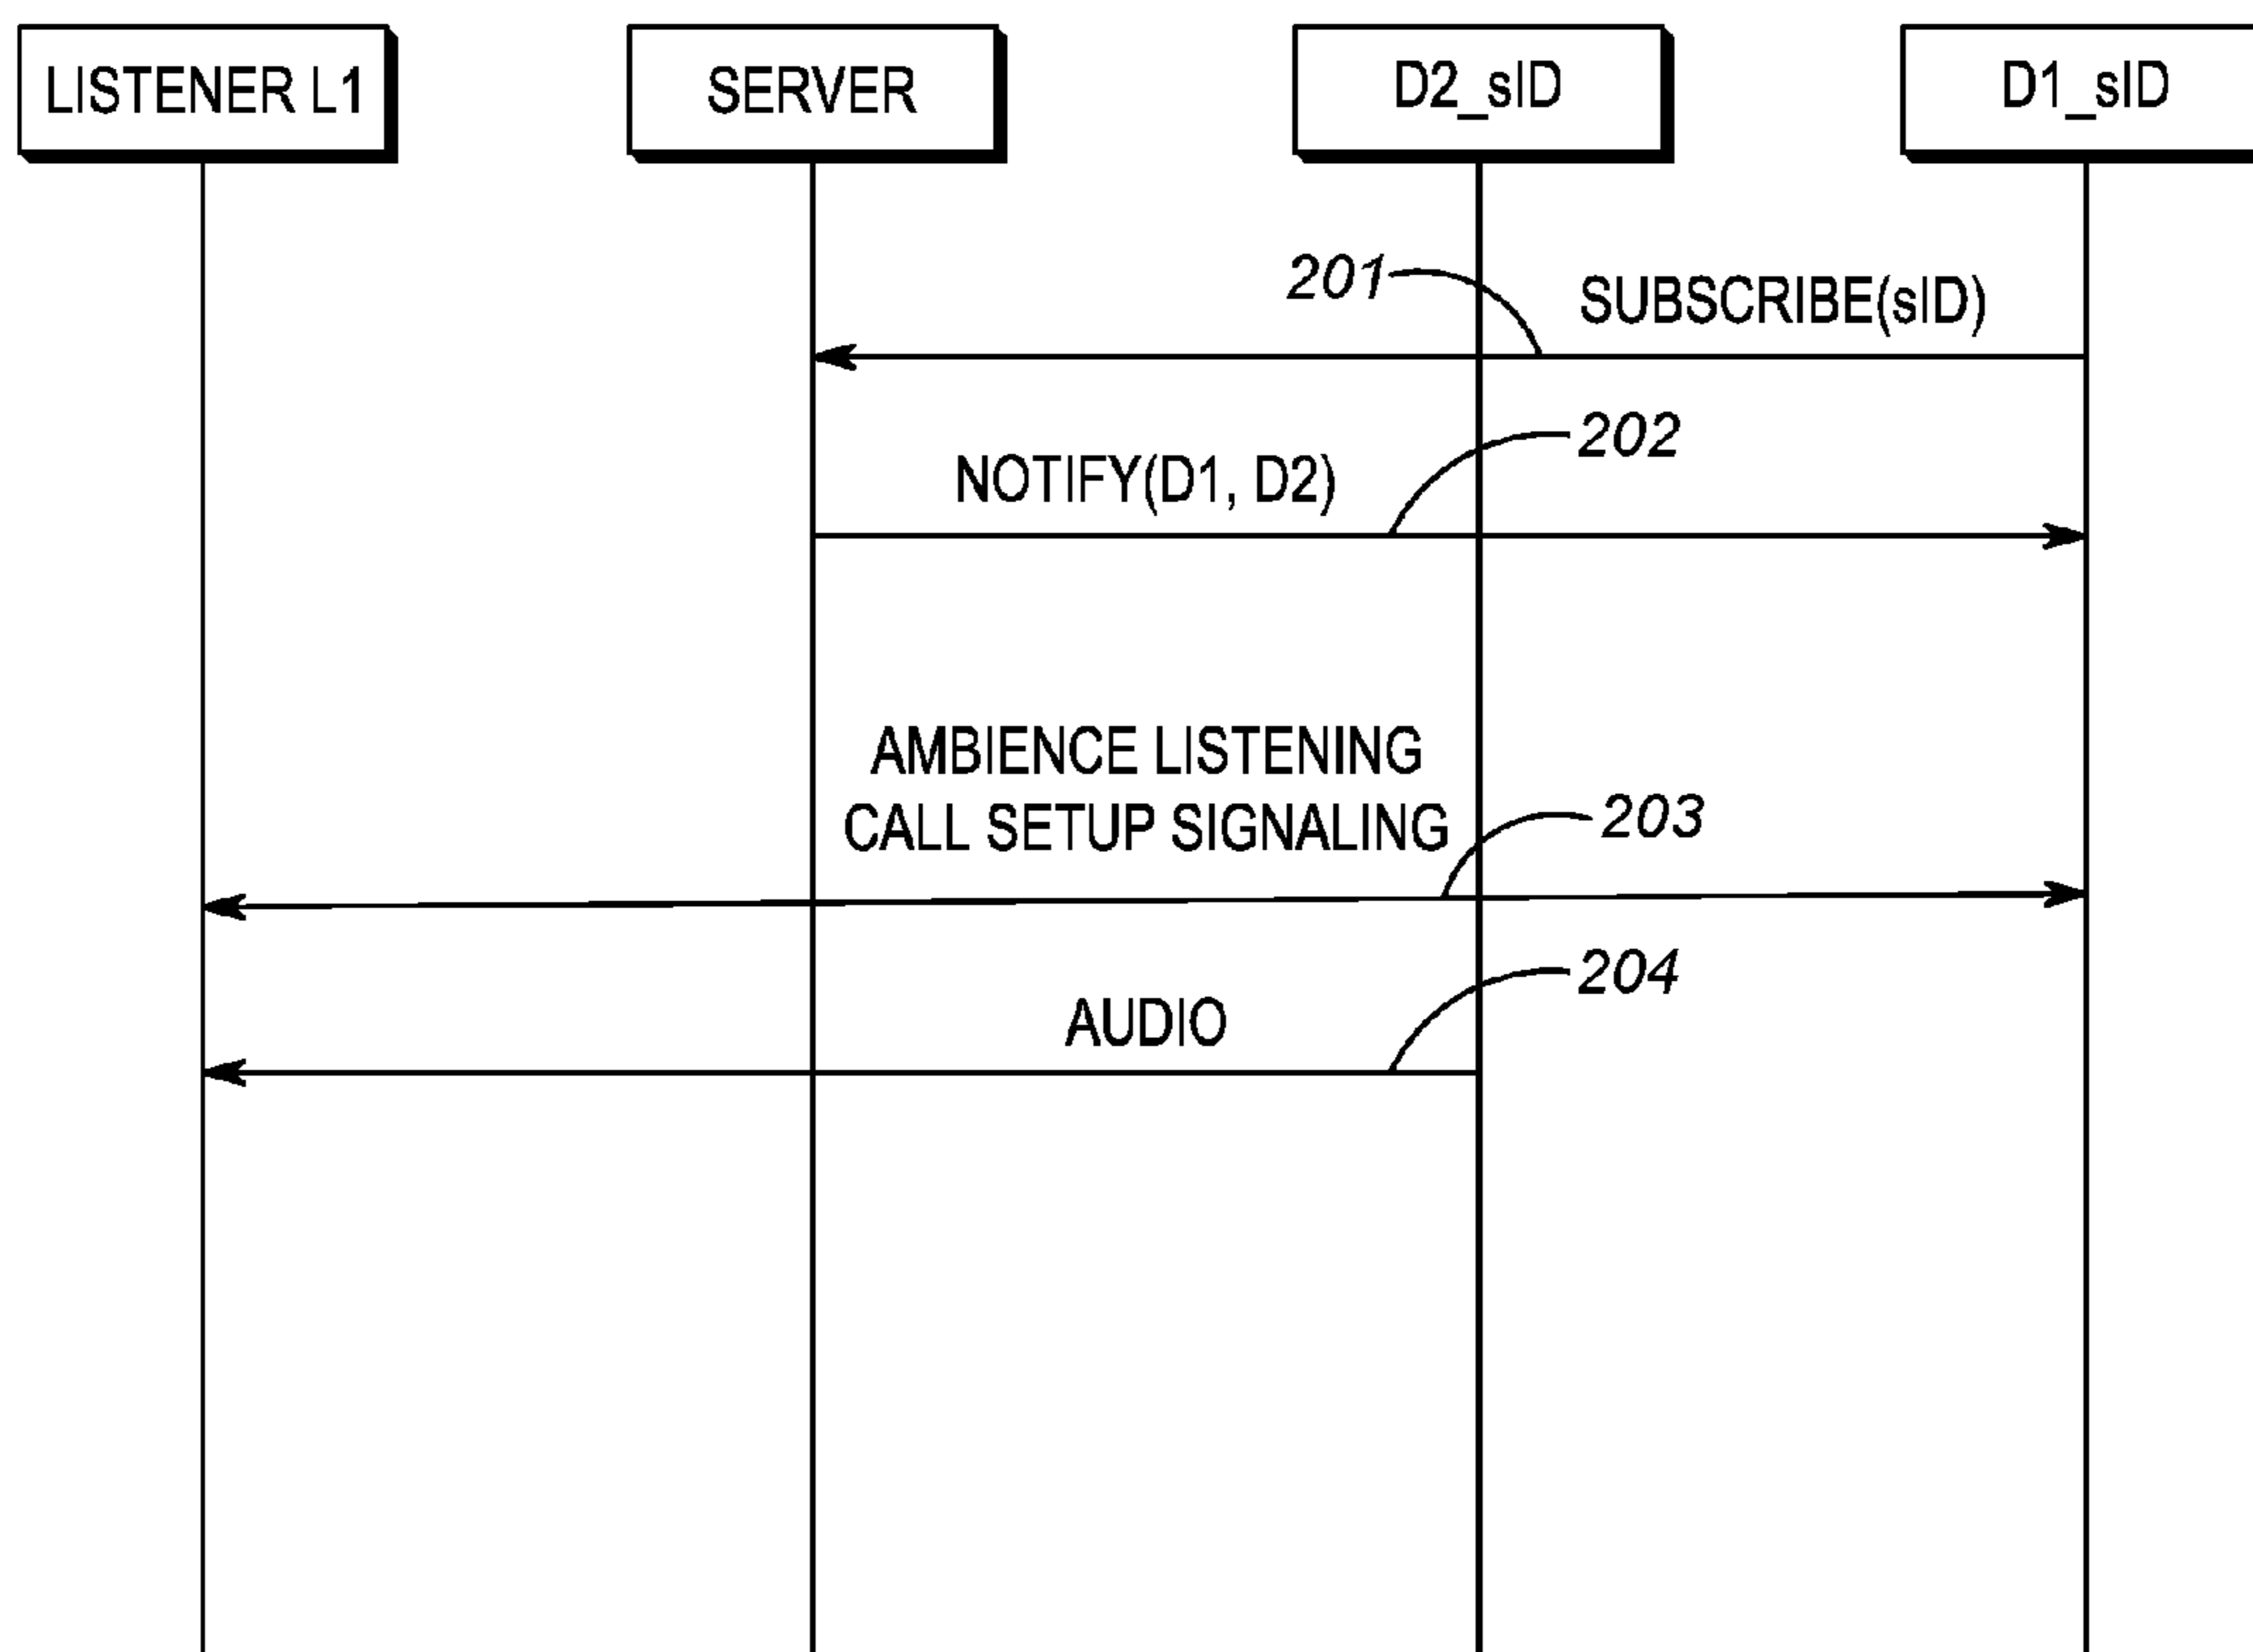 LISTENER L1
SERVER
D2_sID
D1_sID
201
SUBSCRIBE(sID)
202
NOTIFY(D1, D2)
AMBIENCE LISTENING
CALL SETUP SIGNALING
203
204
AUDIO